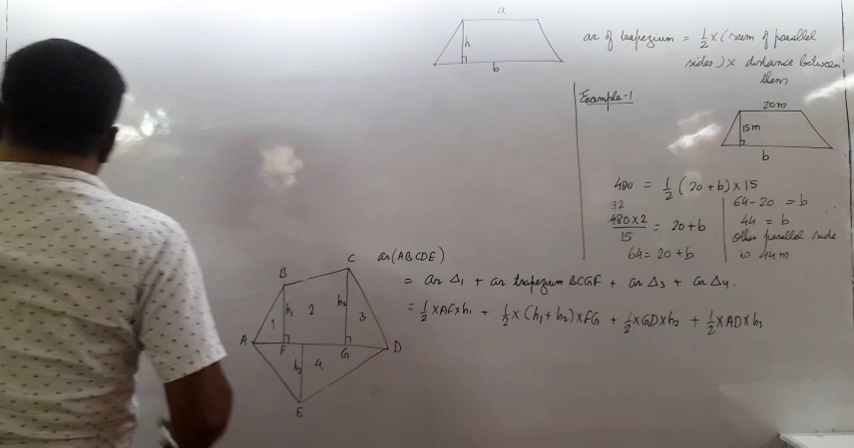 a
h
b
ar of trapezium = 1/2 × (sum of parallel
sides) × distance between
them
Example-1
20m
15m
b
480 = 1/2 (20 + b) × 15
32
480×2/15 = 20+b
64 = 20 + b
64 - 20 = b
44 = b
other parallel side
is 44m
C
B
h1
2
h2
1
3
A
F
G
D
h3
4
E
ar(ABCDE)
= ar Δ1 + ar trapezium BCGF + ar Δ3 + ar Δ4.
= 1/2 × AF × h1 + 1/2 × (h1 + h2) × FG + 1/2 × GD × h2 + 1/2 × AD × h3